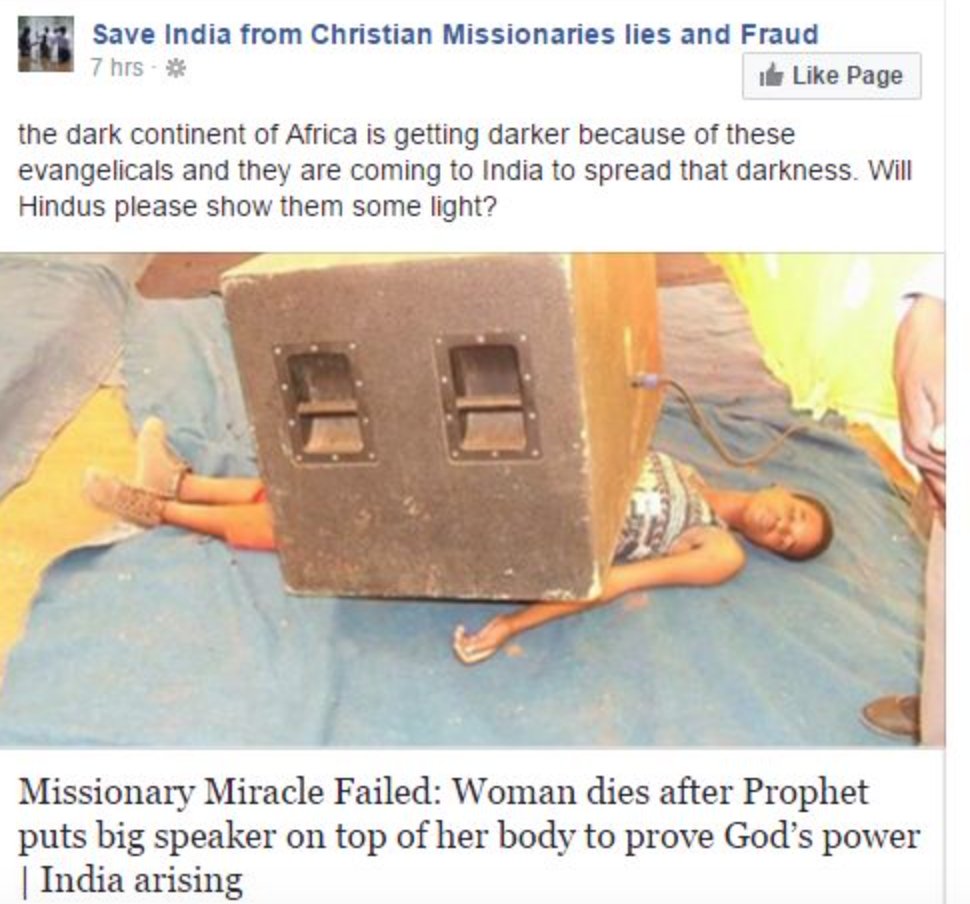 Save India from Christian Missionaries lies and Fraud
7 hrs ·
Like Page
the dark continent of Africa is getting darker because of these
evangelicals and they are coming to India to spread that darkness. Will
Hindus please show them some light?
Missionary Miracle Failed: Woman dies after Prophet
puts big speaker on top of her body to prove God's power
| India arising